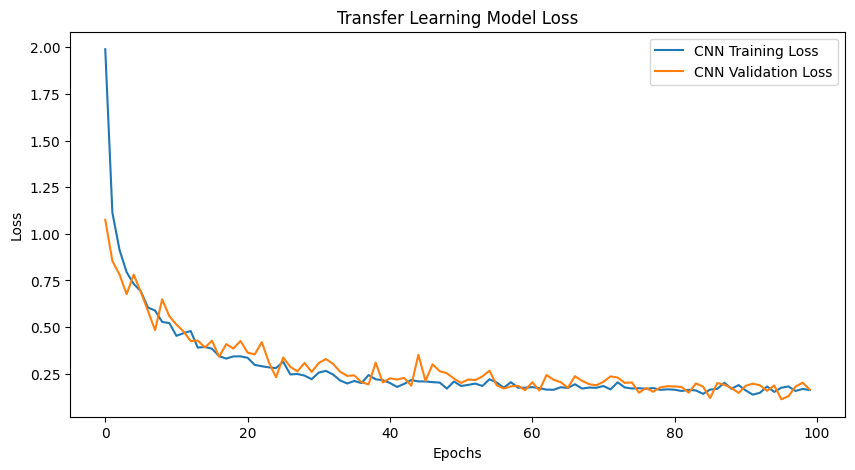 Transfer Learning Model Loss
CNN Training Loss
CNN Validation Loss
2.00
1.75
1.50
1.25
1.00
0.75
0.50
0.25
Loss
0 20 40 60 80 100
Epochs